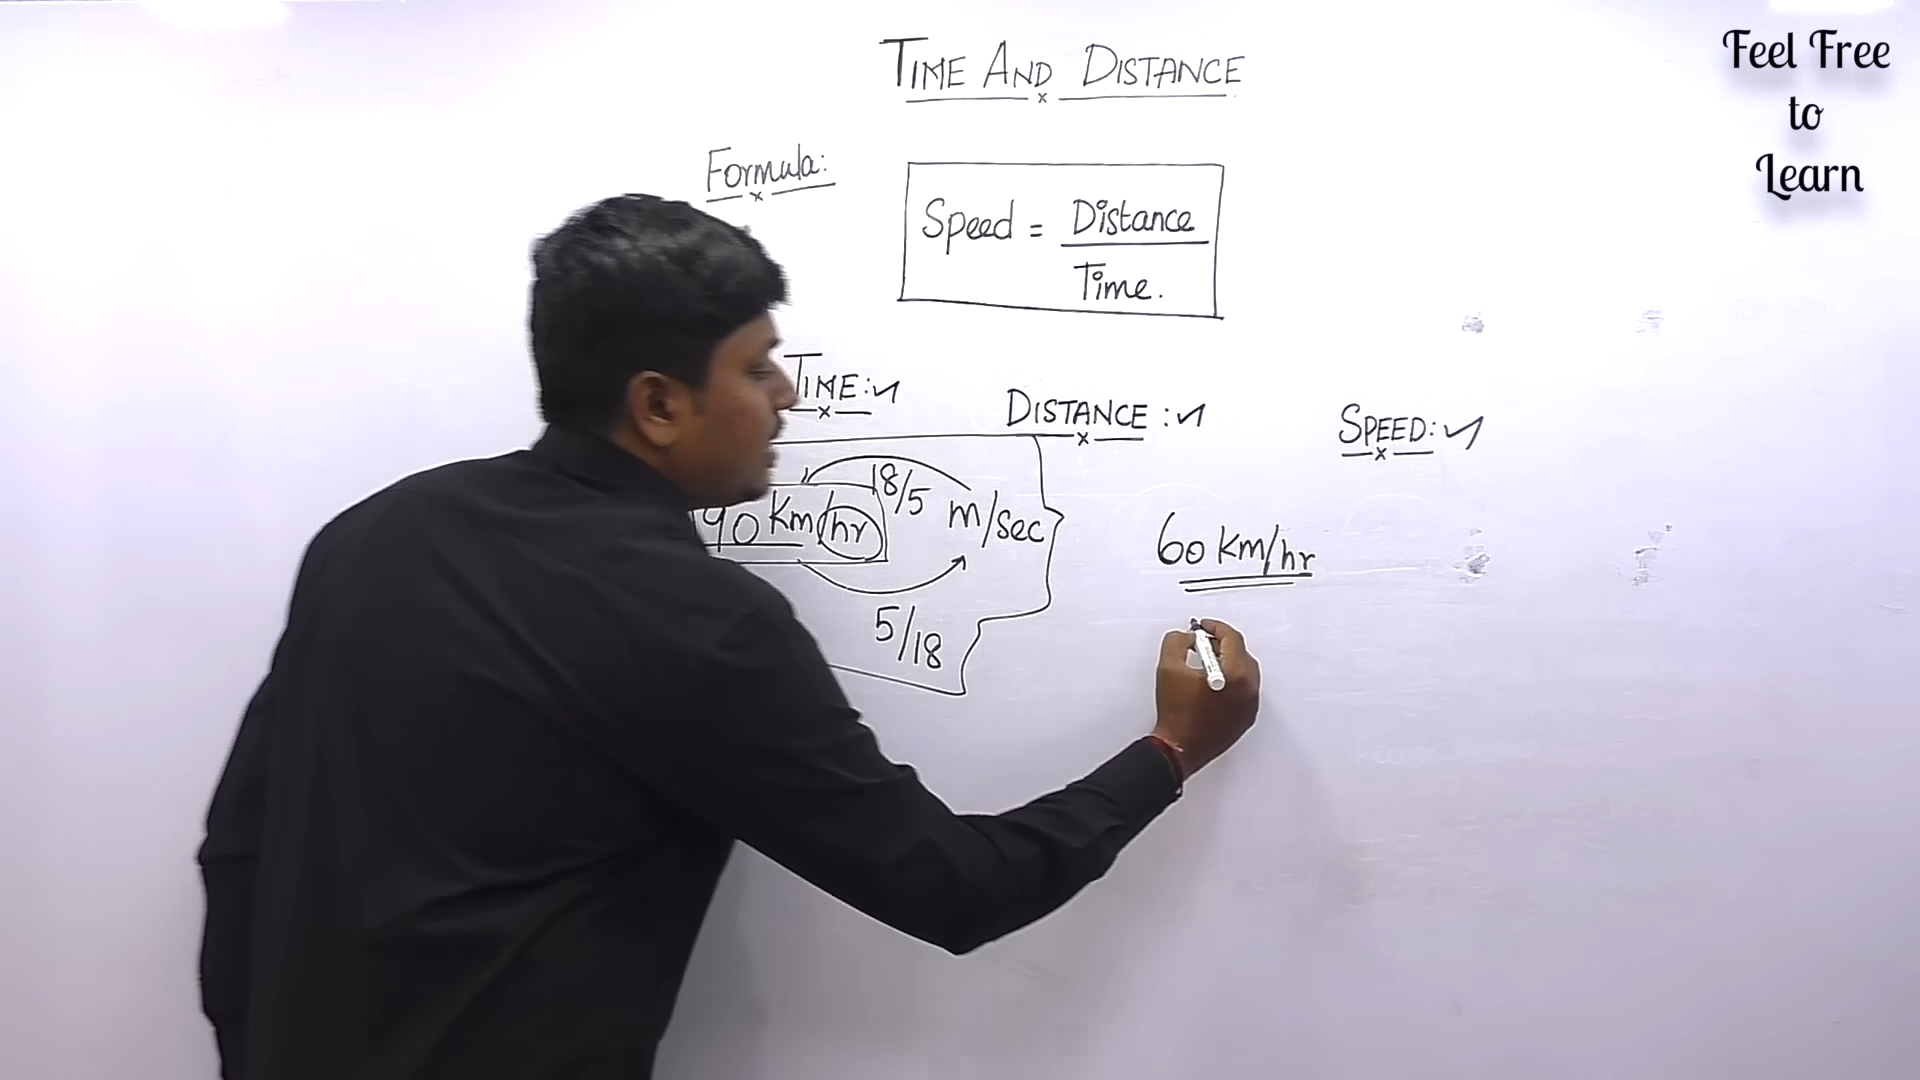 TIME AND DISTANCE
Feel Free
to
Learn
Formula:
Speed = Distance
Time.
TIME:
DISTANCE:
SPEED:
18/5
90 Km/hr
m/sec
60 Km/hr
5/18